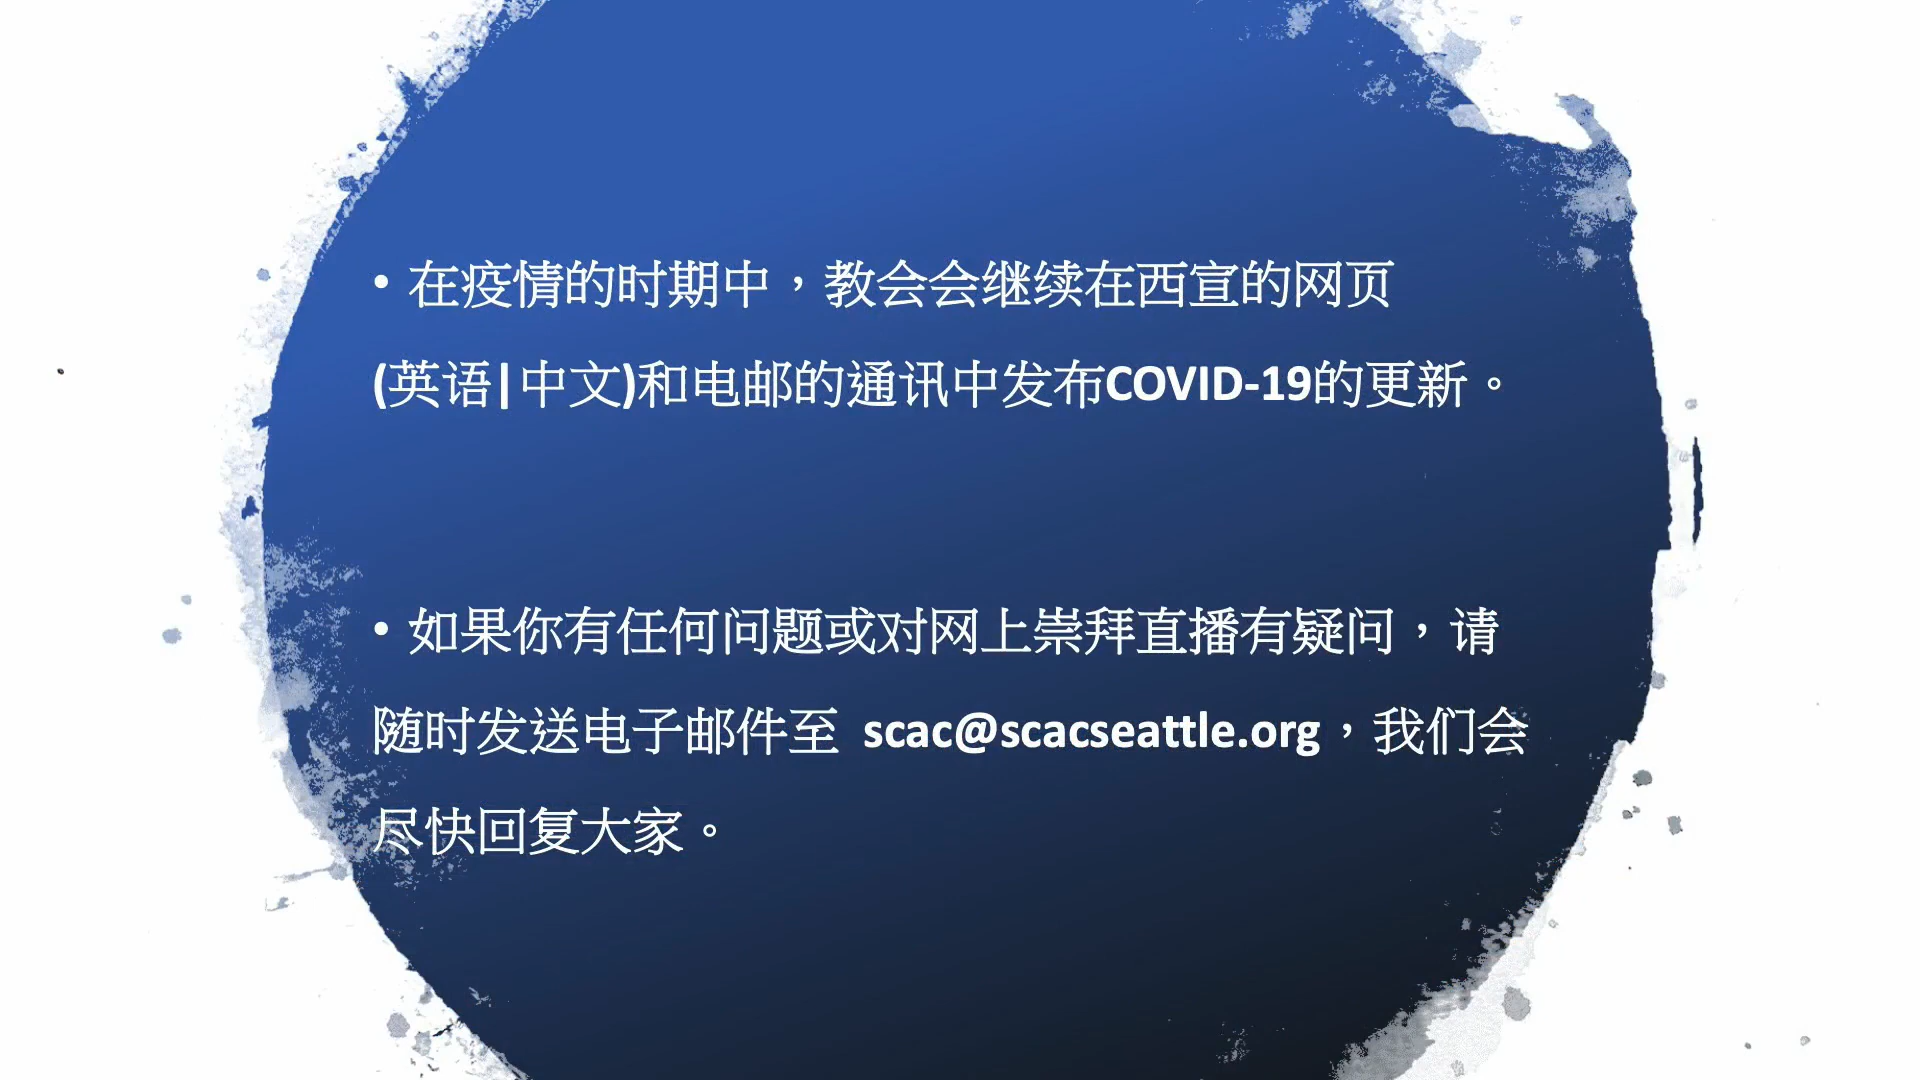 • 在疫情的时期中，教会会继续在西宣的网页
(英语|中文)和电邮的通讯中发布COVID-19的更新。
• 如果你有任何问题或对网上崇拜直播有疑问，请
随时发送电子邮件至 scac@scacseattle.org，我们会
尽快回复大家。